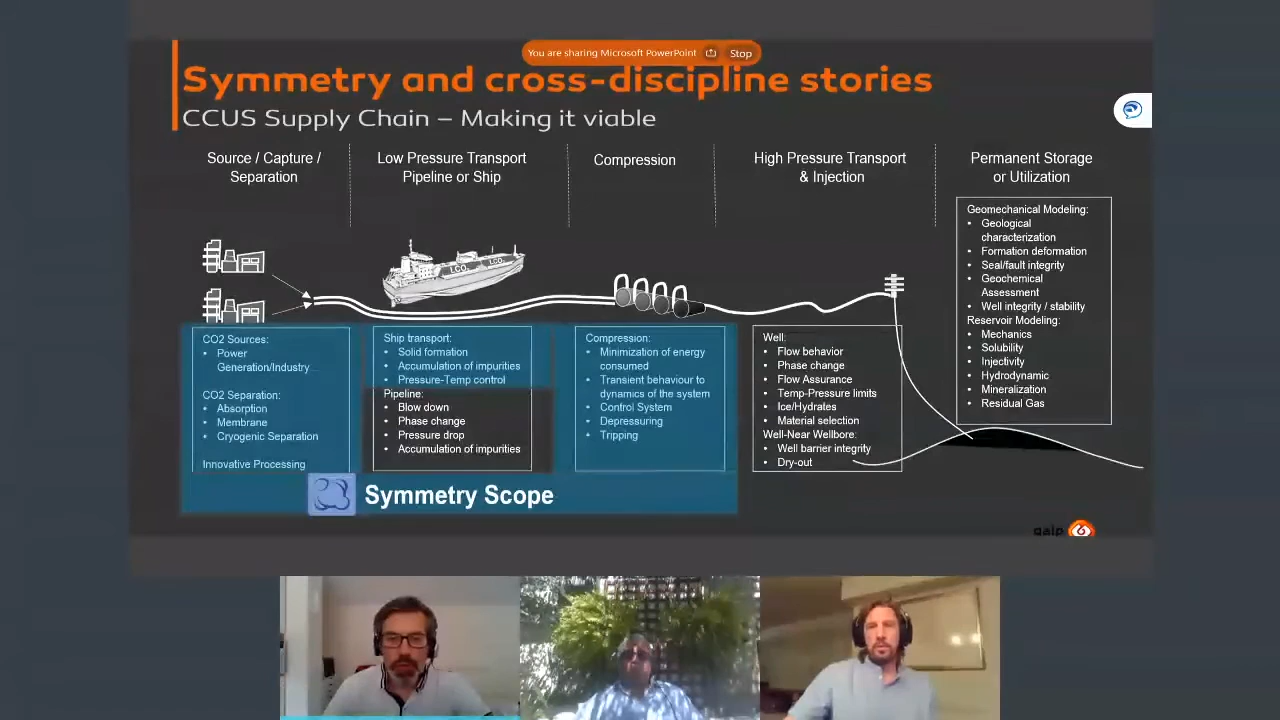 You are sharing Microsoft PowerPoint Stop
Symmetry and cross-discipline stories
CCUS Supply Chain – Making it viable
Source / Capture /
Separation
Low Pressure Transport
Pipeline or Ship
Compression
High Pressure Transport
& Injection
Permanent Storage
or Utilization
LCO₂ LCO₂
CO2 Sources:
• Power
Generation/Industry
CO2 Separation:
• Absorption
• Membrane
• Cryogenic Separation
Innovative Processing
Ship transport:
• Solid formation
• Accumulation of impurities
• Pressure-Temp control
Pipeline:
• Blow down
• Phase change
• Pressure drop
• Accumulation of impurities
Compression:
• Minimization of energy
consumed
• Transient behaviour to
dynamics of the system
• Control System
• Depressuring
• Tripping
Well:
• Flow behavior
• Phase change
• Flow Assurance
• Temp-Pressure limits
• Ice/Hydrates
• Material selection
Well-Near Wellbore:
• Well barrier integrity
• Dry-out
Geomechanical Modeling:
• Geological
characterization
• Formation deformation
• Seal/fault integrity
• Geochemical
Assessment
• Well integrity / stability
Reservoir Modeling:
• Mechanics
• Solubility
• Injectivity
• Hydrodynamic
• Mineralization
• Residual Gas
Symmetry Scope
galp